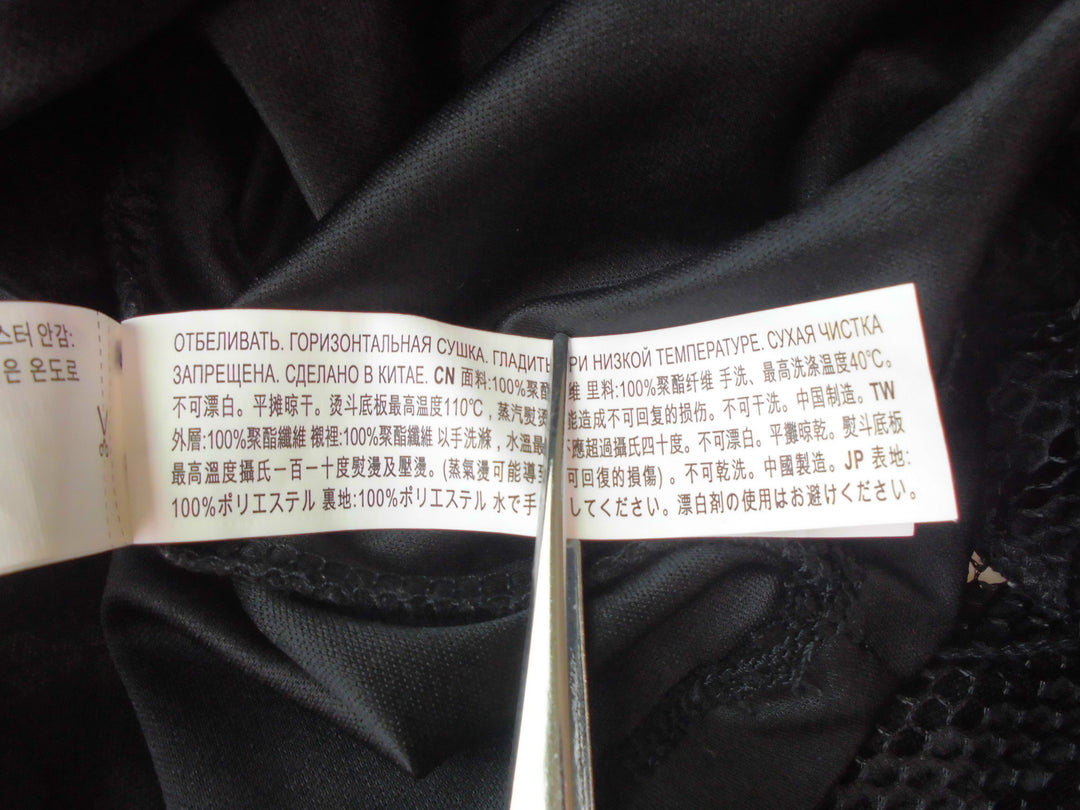 스터 안감:
은 온도로
ОТБЕЛИВАТЬ. ГОРИЗОНТАЛЬНАЯ СУШКА. ГЛАДИТЬ РИ НИЗКОЙ ТЕМПЕРАТУРЕ. СУХАЯ ЧИСТКА
ЗАПРЕЩЕНА. СДЕЛАНО В КИТАЕ. CN 面料:100%聚酯 维 里料:100%聚酯纤维 手洗、最高洗涤温度40℃。
不可漂白。平摊晾干。烫斗底板最高温度110℃, 蒸汽熨烫 能造成不可回复的损伤。不可干洗。中国制造。TW
外層:100%聚酯纖維 襯裡:100%聚酯纖維 以手洗滌, 水溫最 不應超過攝氏四十度。不可漂白。平攤晾乾。熨斗底板
最高溫度攝氏一百一十度熨燙及壓燙。(蒸氣燙可能導到 可回復的損傷) 。不可乾洗。中國製造。JP 表地:
100%ポリエステル 裏地:100%ポリエステル 水で手 してください。漂白剤の使用はお避けください。